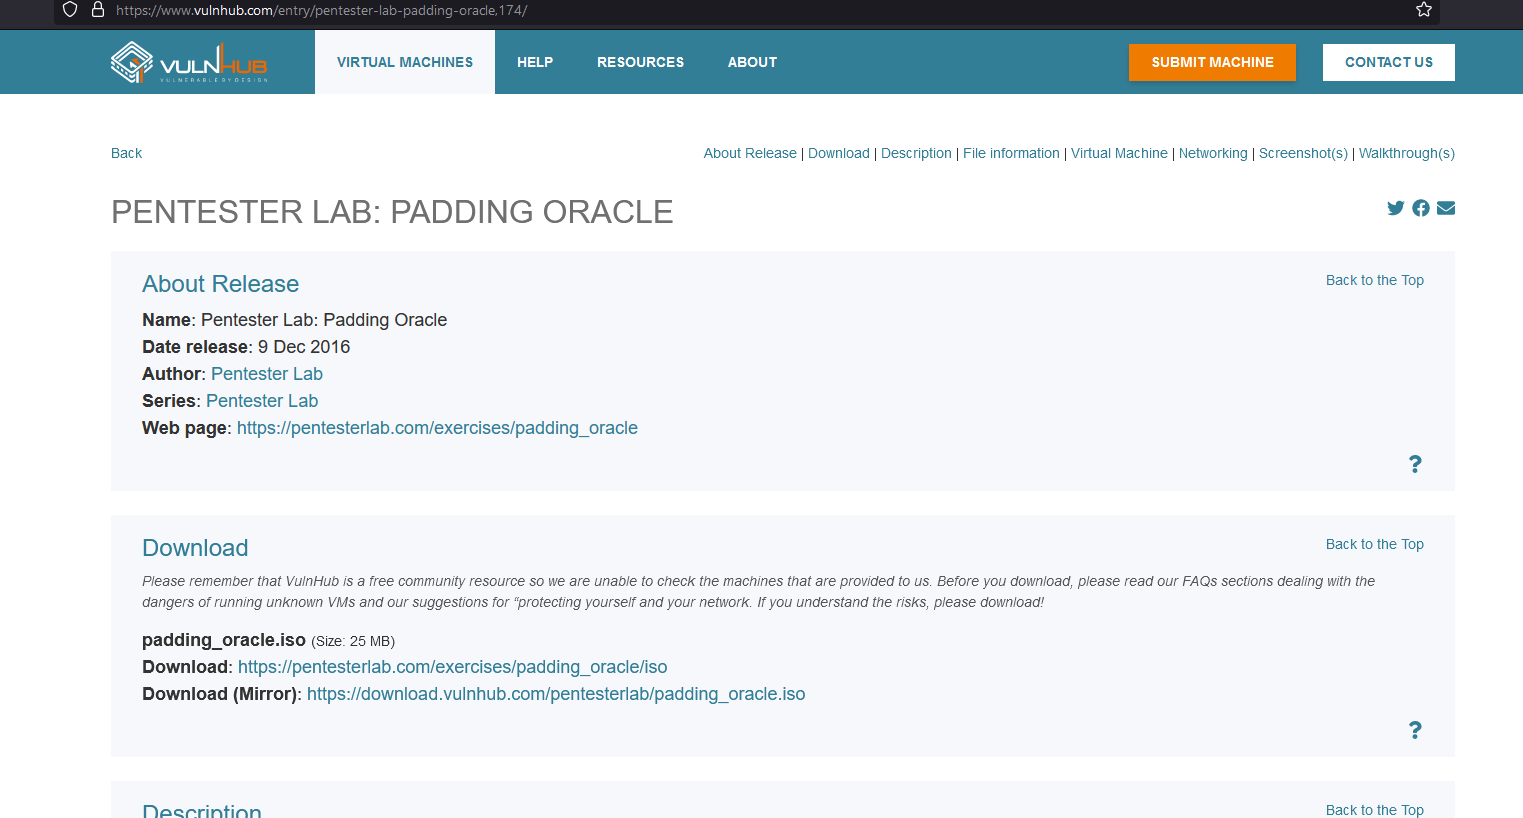 https://www.vulnhub.com/entry/pentester-lab-padding-oracle,174/
VULNHUB
VULNERABLE BY DESIGN
VIRTUAL MACHINES HELP RESOURCES ABOUT SUBMIT MACHINE CONTACT US
Back About Release | Download | Description | File information | Virtual Machine | Networking | Screenshot(s) | Walkthrough(s)
PENTESTER LAB: PADDING ORACLE
About Release Back to the Top
Name: Pentester Lab: Padding Oracle
Date release: 9 Dec 2016
Author: Pentester Lab
Series: Pentester Lab
Web page: https://pentesterlab.com/exercises/padding_oracle
?
Download Back to the Top
Please remember that VulnHub is a free community resource so we are unable to check the machines that are provided to us. Before you download, please read our FAQs sections dealing with the
dangers of running unknown VMs and our suggestions for “protecting yourself and your network. If you understand the risks, please download!
padding_oracle.iso (Size: 25 MB)
Download: https://pentesterlab.com/exercises/padding_oracle/iso
Download (Mirror): https://download.vulnhub.com/pentesterlab/padding_oracle.iso
?
Description Back to the Top